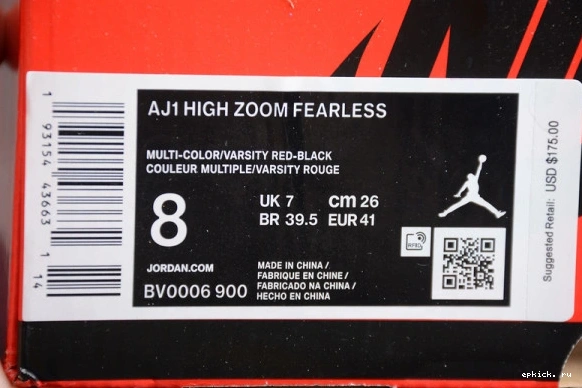 AJ1 HIGH ZOOM FEARLESS
MULTI-COLOR/VARSITY RED-BLACK
COULEUR MULTIPLE/VARSITY ROUGE
8
UK 7 cm 26
BR 39.5 EUR 41
JORDAN.COM
BV0006 900
MADE IN CHINA /
FABRIQUE EN CHINE /
FABRICADO NA CHINA /
HECHO EN CHINA
RFID
1 93154 43663 1 14
Suggested Retail: USD $175.00
epkick. ru